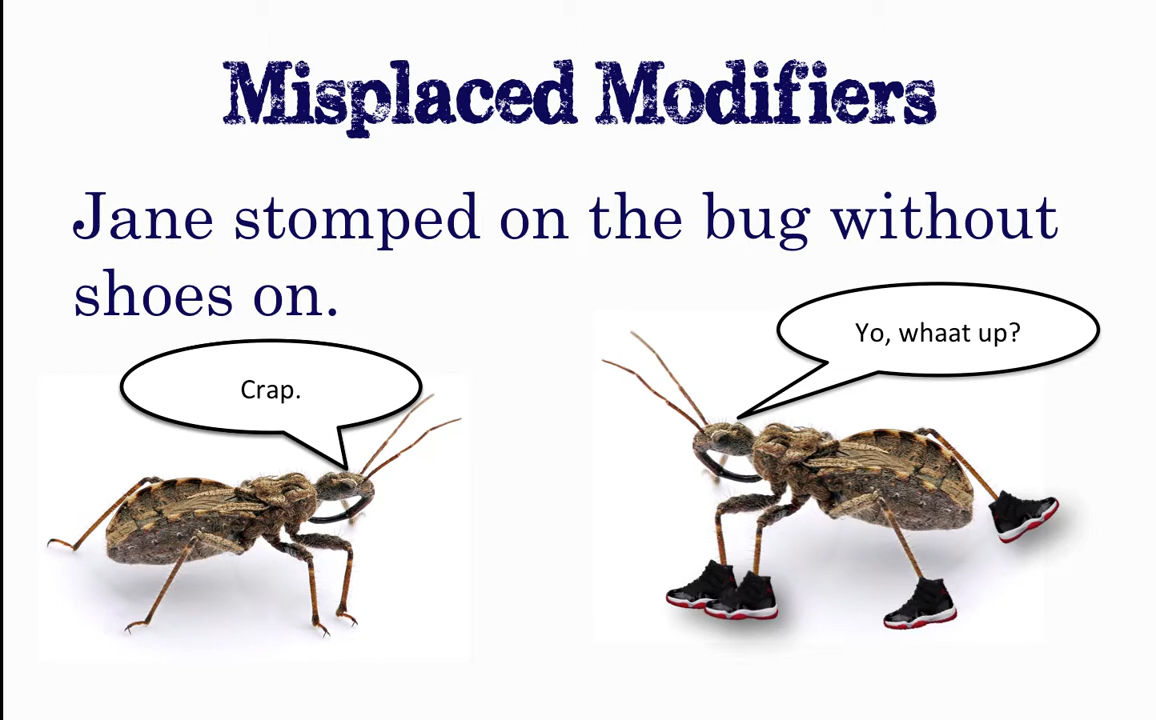 Misplaced Modifiers
Jane stomped on the bug without
shoes on.
Crap.
Yo, whaat up?